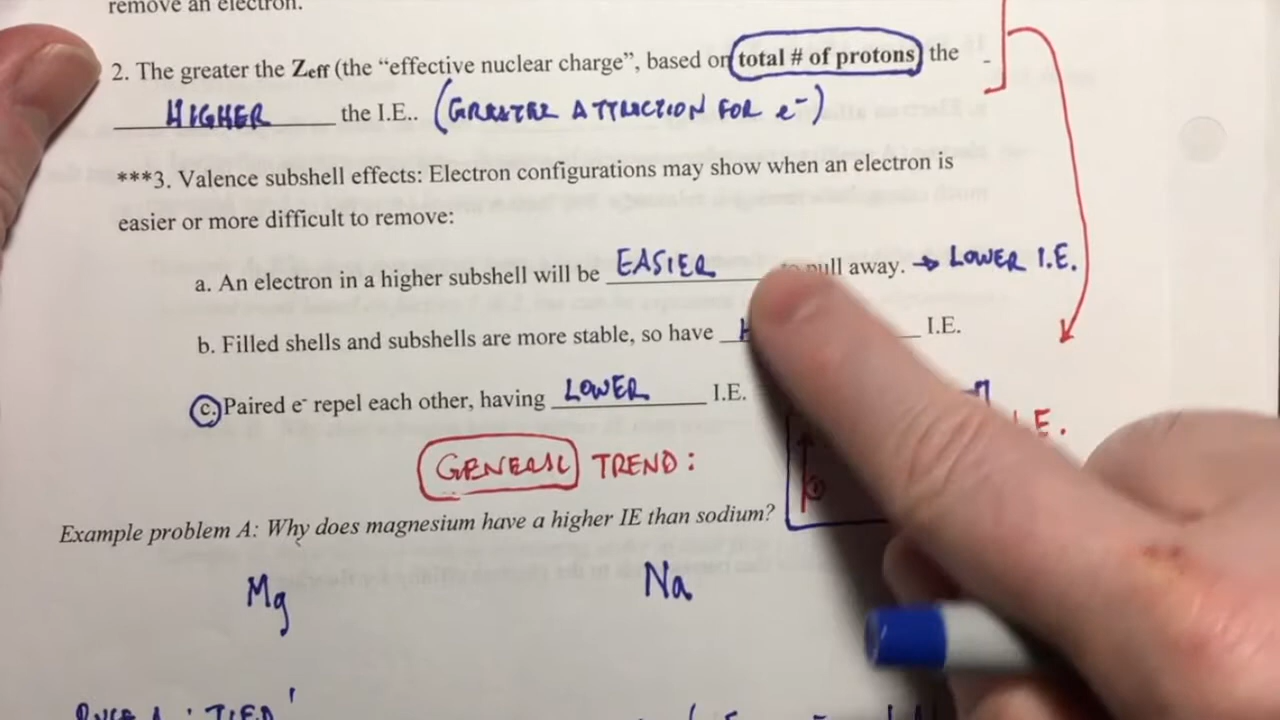 remove an electron.
2. The greater the Zeff (the “effective nuclear charge”, based on total # of protons) the
HIGHER the I.E.. (GREATER ATTRACTION FOR e⁻)
***3. Valence subshell effects: Electron configurations may show when an electron is
easier or more difficult to remove:
a. An electron in a higher subshell will be EASIER to pull away. → LOWER I.E.
b. Filled shells and subshells are more stable, so have I.E.
c. Paired e⁻ repel each other, having LOWER I.E.
I.E.
GENERAL TREND:
①
Example problem A: Why does magnesium have a higher IE than sodium?
Mg Na